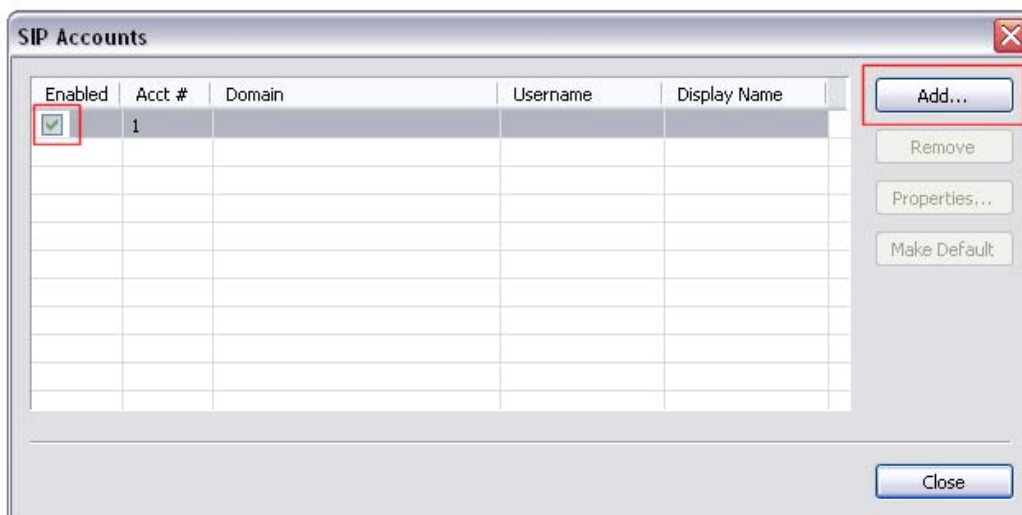 SIP Accounts
Enabled Acct # Domain Username Display Name
1
Add...
Remove
Properties...
Make Default
Close